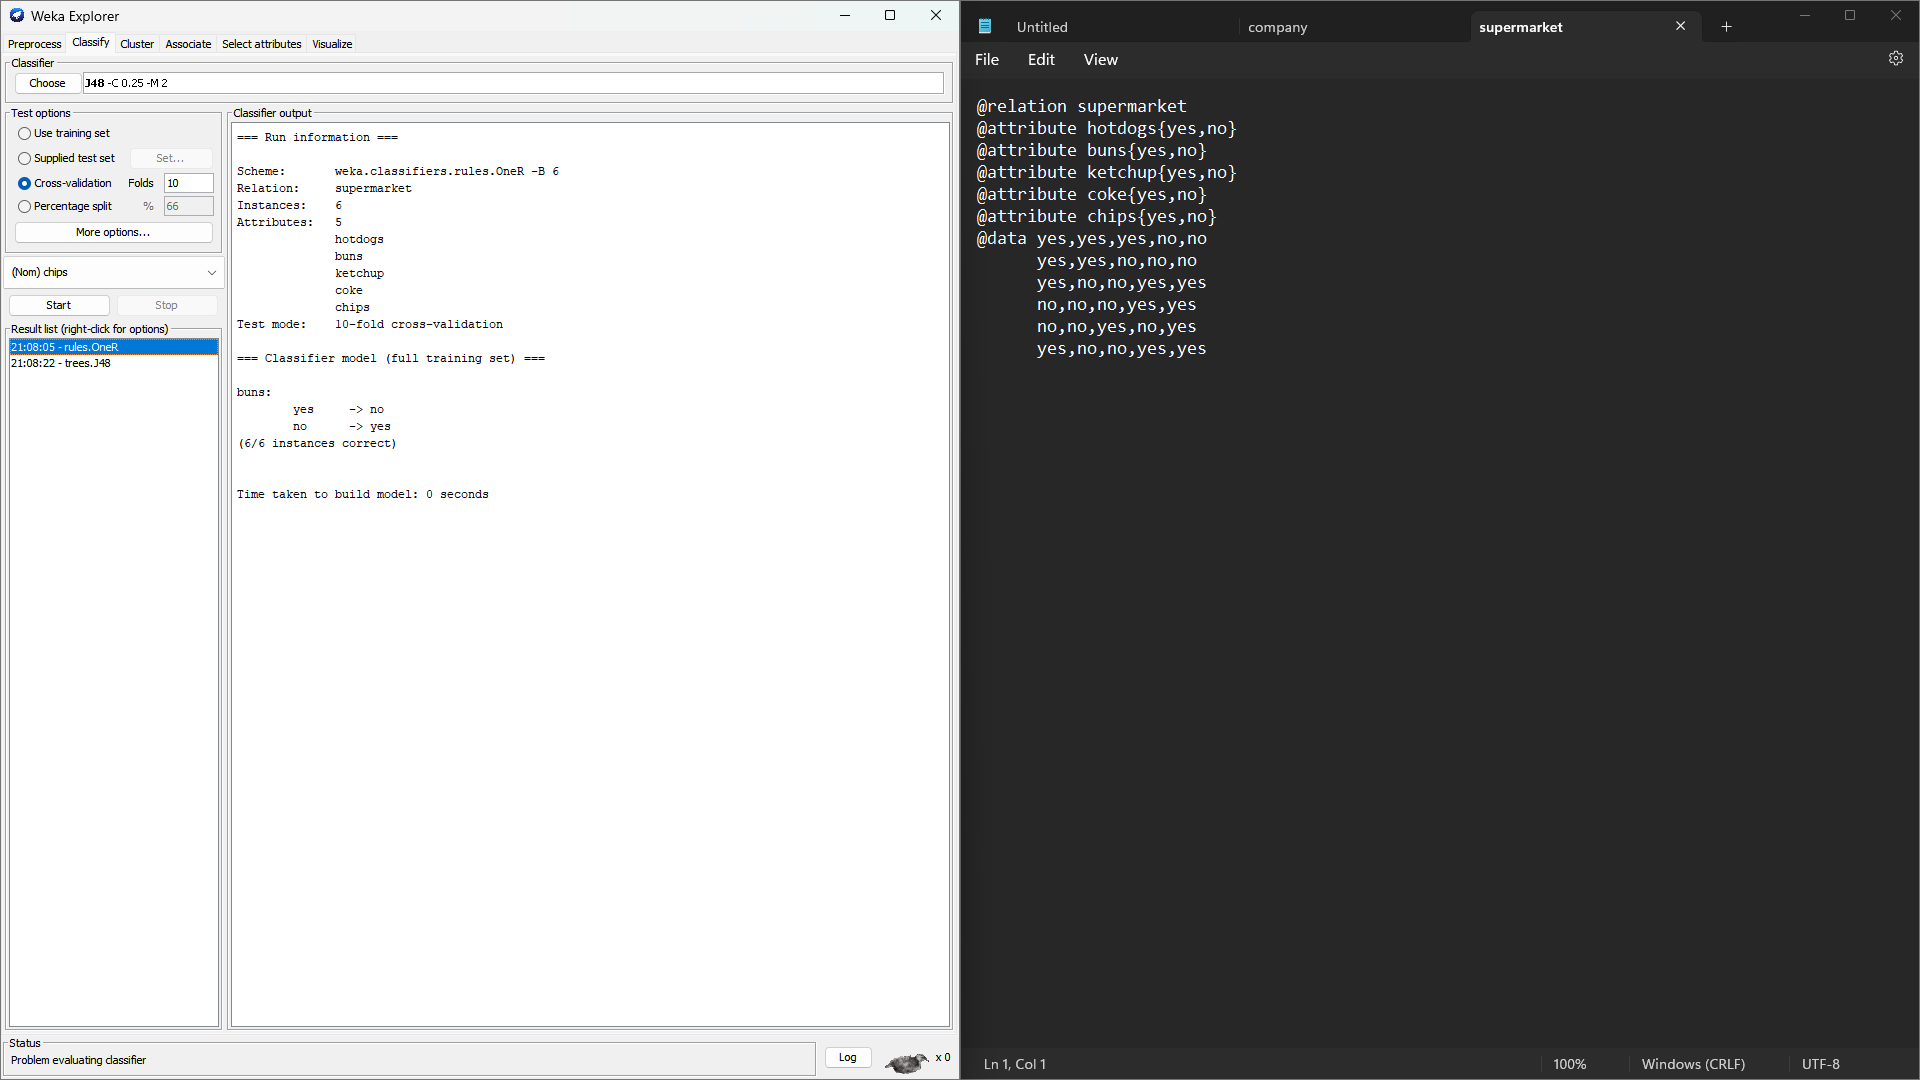 Weka Explorer
Preprocess Classify Cluster Associate Select attributes Visualize
Classifier
Choose J48 -C 0.25 -M 2
Test options
Use training set
Supplied test set Set...
Cross-validation Folds 10
Percentage split % 66
More options...
(Nom) chips
Start Stop
Result list (right-click for options)
21:08:05 - rules.OneR
21:08:22 - trees.J48
Classifier output
=== Run information ===
Scheme: weka.classifiers.rules.OneR -B 6
Relation: supermarket
Instances: 6
Attributes: 5
hotdogs
buns
ketchup
coke
chips
Test mode: 10-fold cross-validation
=== Classifier model (full training set) ===
buns:
yes -> no
no -> yes
(6/6 instances correct)
Time taken to build model: 0 seconds
Status
Problem evaluating classifier
Log x 0
Untitled company supermarket
File Edit View
@relation supermarket
@attribute hotdogs{yes,no}
@attribute buns{yes,no}
@attribute ketchup{yes,no}
@attribute coke{yes,no}
@attribute chips{yes,no}
@data yes,yes,yes,no,no
yes,yes,no,no,no
yes,no,no,yes,yes
no,no,no,yes,yes
no,no,yes,no,yes
yes,no,no,yes,yes
Ln 1, Col 1 100% Windows (CRLF) UTF-8